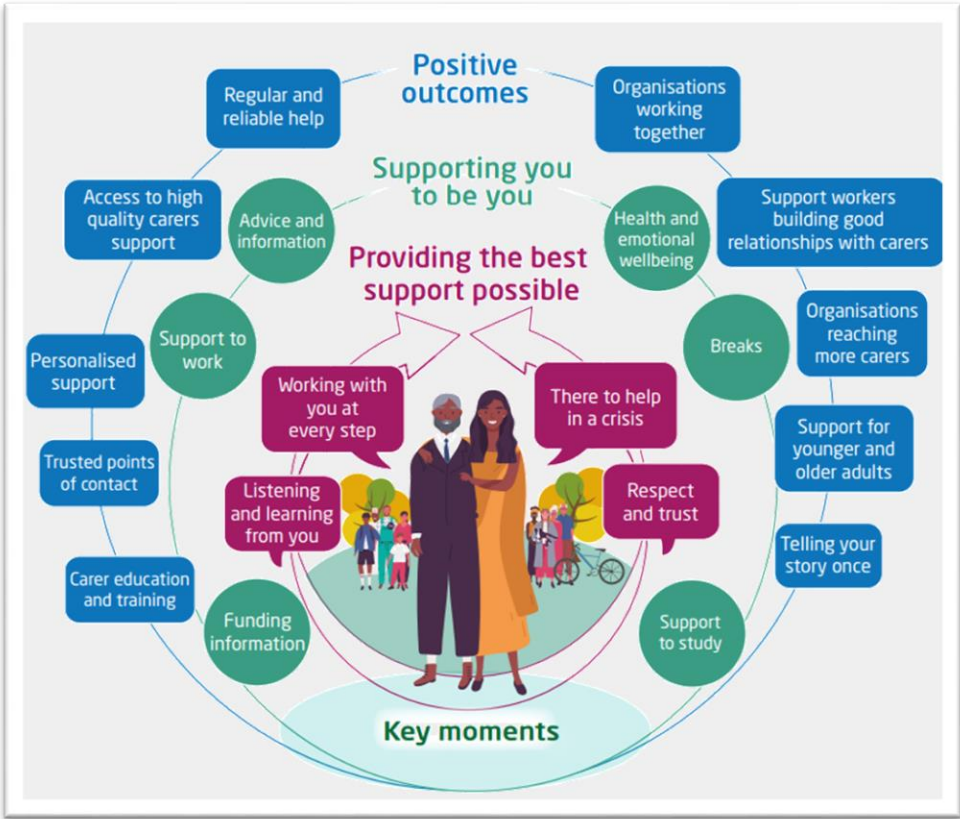 Positive
outcomes
Regular and
reliable help
Organisations
working
together
Supporting you
to be you
Access to high
quality carers
support
Advice and
information
Health and
emotional
wellbeing
Support workers
building good
relationships with carers
Providing the best
support possible
Support to
work
Breaks
Organisations
reaching
more carers
Personalised
support
Working with
you at
every step
There to help
in a crisis
Support for
younger and
older adults
Trusted points
of contact
Listening
and learning
from you
Respect
and trust
Telling your
story once
Carer education
and training
Funding
information
Support
to study
Key moments